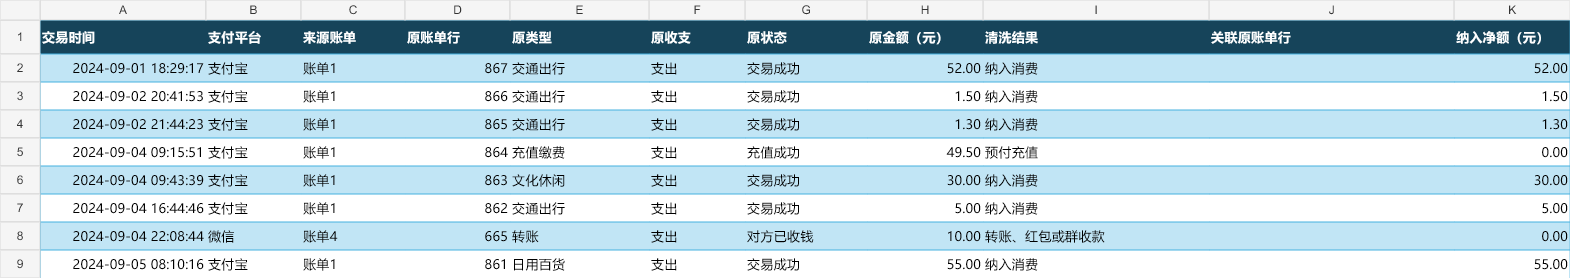 A B C D E F G H I J K
1 交易时间 支付平台 来源账单 原账单行 原类型 原收支 原状态 原金额（元） 清洗结果 关联原账单行 纳入净额（元）
2 2024-09-01 18:29:17 支付宝 账单1 867 交通出行 支出 交易成功 52.00 纳入消费 52.00
3 2024-09-02 20:41:53 支付宝 账单1 866 交通出行 支出 交易成功 1.50 纳入消费 1.50
4 2024-09-02 21:44:23 支付宝 账单1 865 交通出行 支出 交易成功 1.30 纳入消费 1.30
5 2024-09-04 09:15:51 支付宝 账单1 864 充值缴费 支出 充值成功 49.50 预付充值 0.00
6 2024-09-04 09:43:39 支付宝 账单1 863 文化休闲 支出 交易成功 30.00 纳入消费 30.00
7 2024-09-04 16:44:46 支付宝 账单1 862 交通出行 支出 交易成功 5.00 纳入消费 5.00
8 2024-09-04 22:08:44 微信 账单4 665 转账 支出 对方已收钱 10.00 转账、红包或群收款 0.00
9 2024-09-05 08:10:16 支付宝 账单1 861 日用百货 支出 交易成功 55.00 纳入消费 55.00